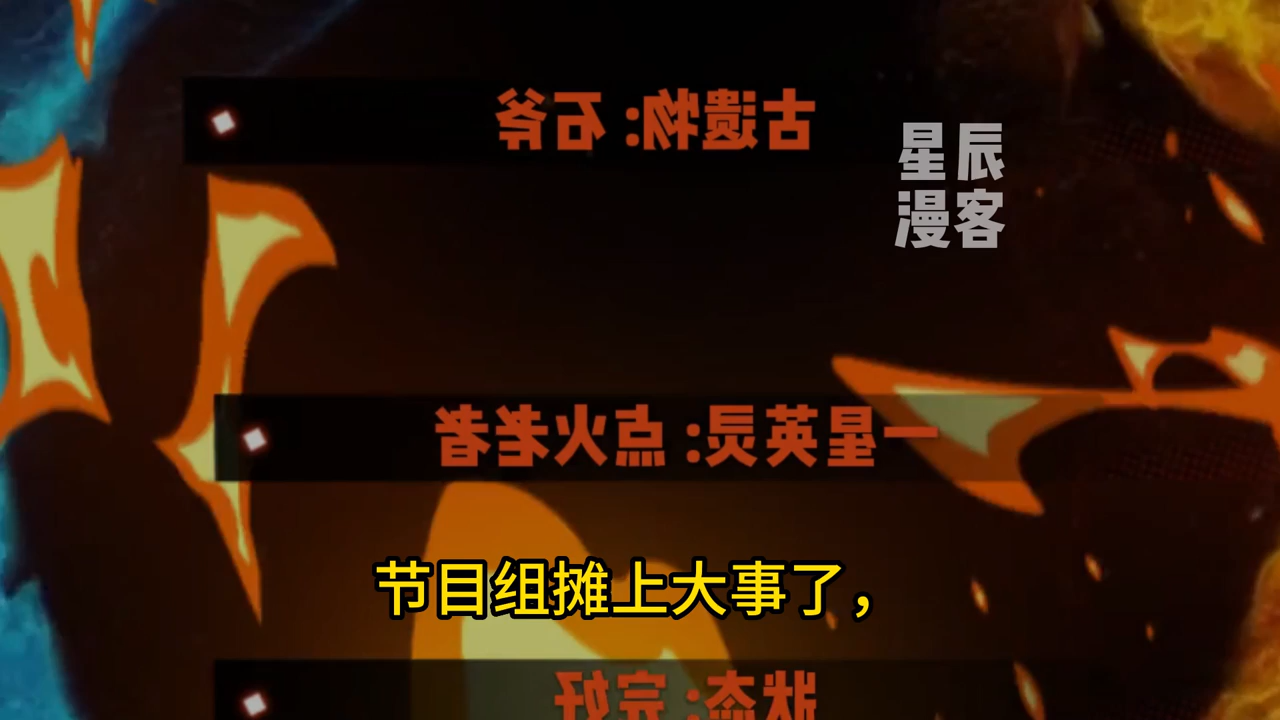 古遗物: 石斧
星辰
漫客
一星英灵: 点火老者
节目组摊上大事了，
状态: 完好